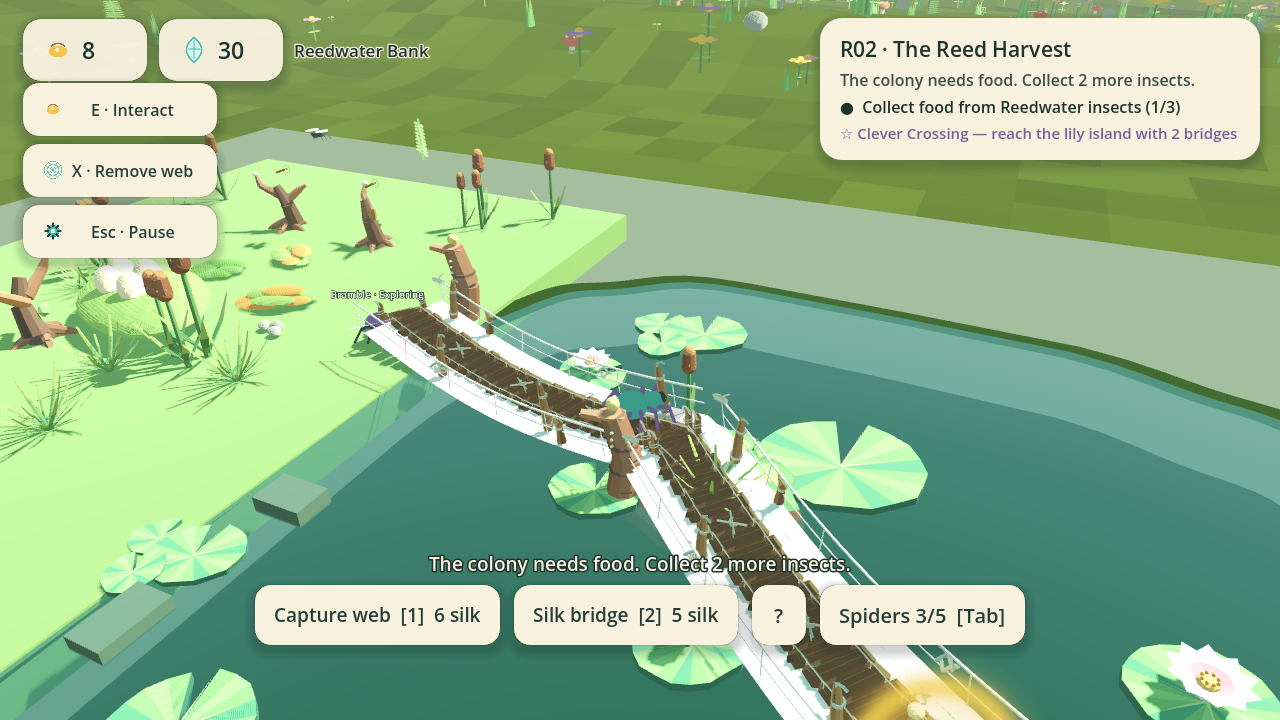 8
30
Reedwater Bank
E · Interact
X · Remove web
Esc · Pause
R02 · The Reed Harvest
The colony needs food. Collect 2 more insects.
● Collect food from Reedwater insects (1/3)
☆ Clever Crossing — reach the lily island with 2 bridges
Bramble · Exploring
The colony needs food. Collect 2 more insects.
Capture web [1] 6 silk
Silk bridge [2] 5 silk
?
Spiders 3/5 [Tab]